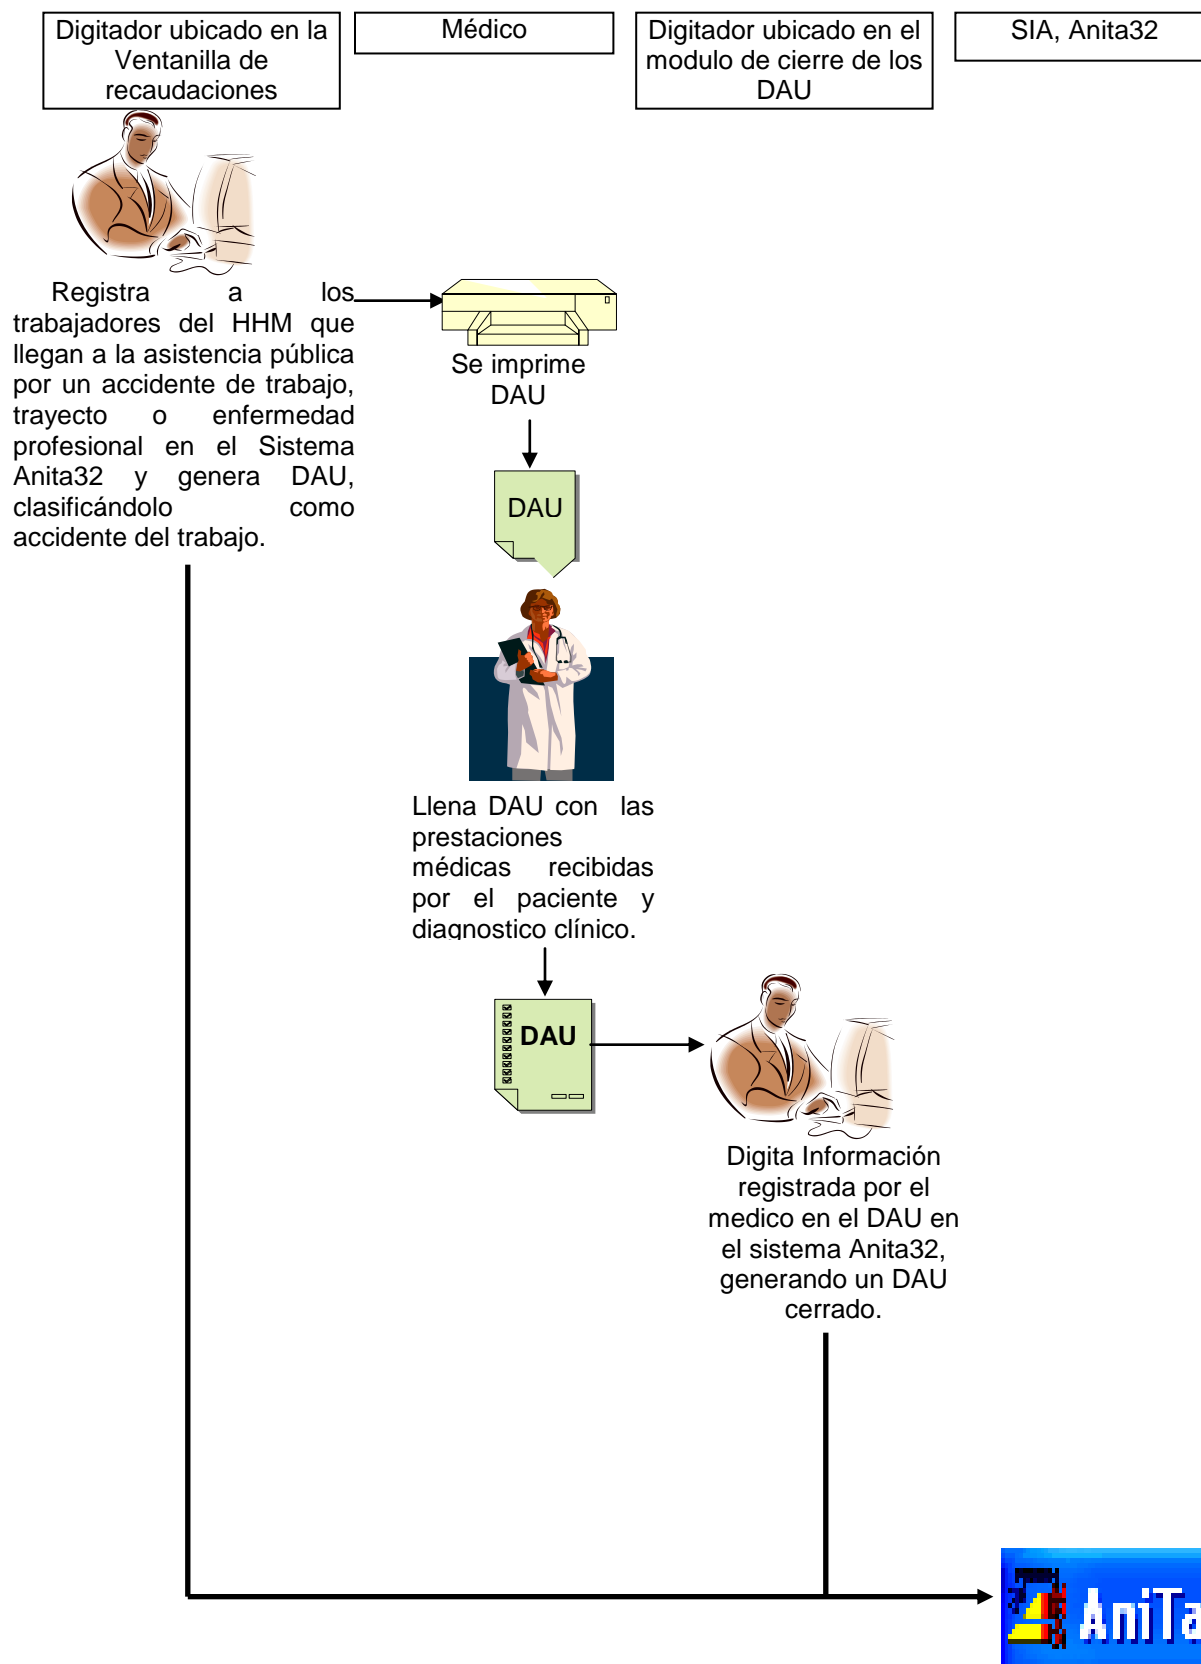 Digitador ubicado en la
Ventanilla de
recaudaciones
Médico
Digitador ubicado en el
modulo de cierre de los
DAU
SIA, Anita32
Registra a los
trabajadores del HHM que
llegan a la asistencia pública
por un accidente de trabajo,
trayecto o enfermedad
profesional en el Sistema
Anita32 y genera DAU,
clasificándolo como
accidente del trabajo.
Se imprime
DAU
DAU
Llena DAU con las
prestaciones
médicas recibidas
por el paciente y
diagnostico clínico.
DAU
Digita Información
registrada por el
medico en el DAU en
el sistema Anita32,
generando un DAU
cerrado.
AniTa